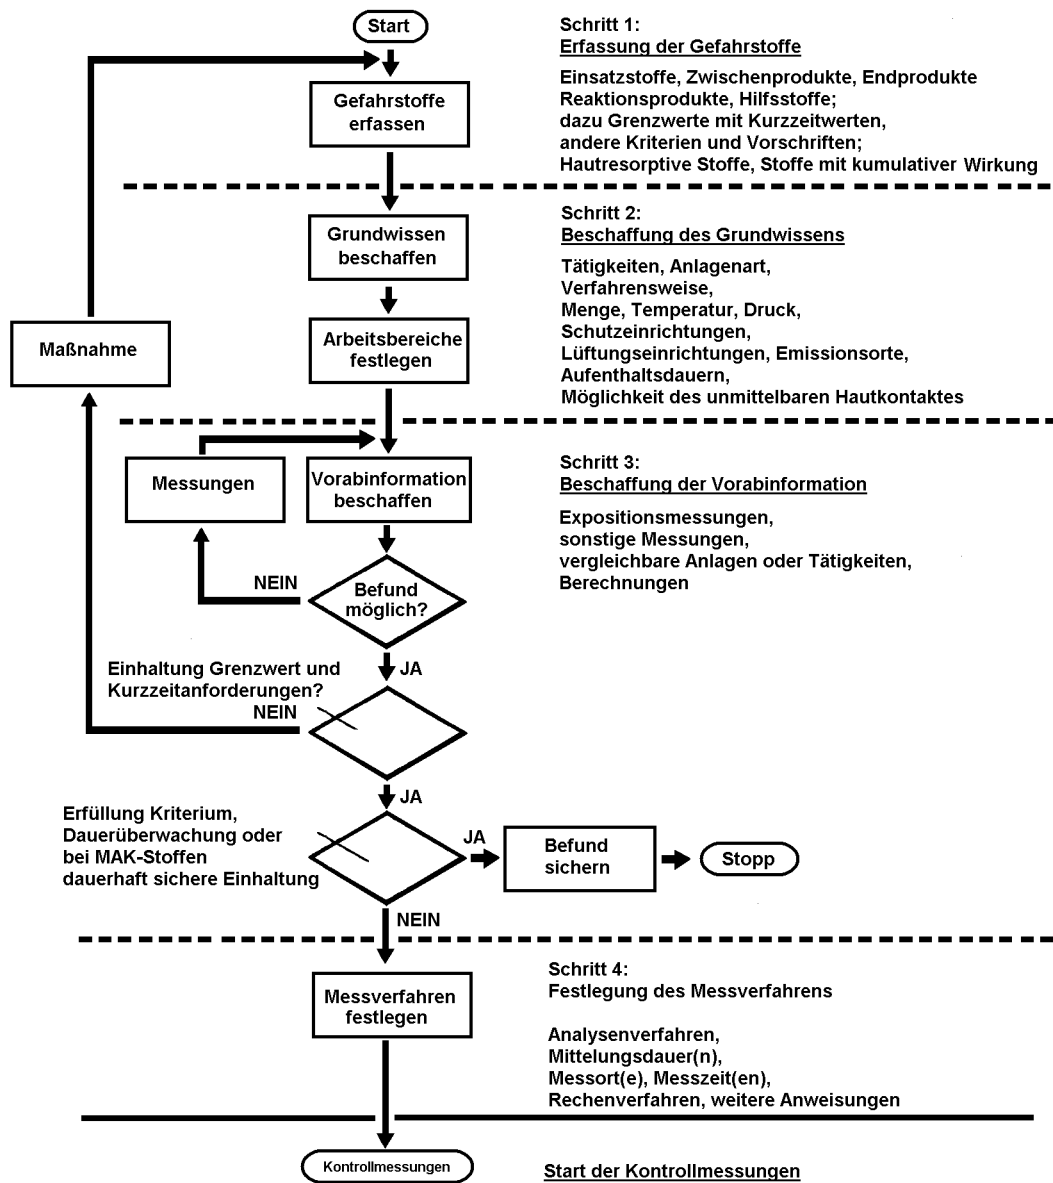 Start
Schritt 1:
Erfassung der Gefahrstoffe
Einsatzstoffe, Zwischenprodukte, Endprodukte
Reaktionsprodukte, Hilfsstoffe;
dazu Grenzwerte mit Kurzzeitwerten,
andere Kriterien und Vorschriften;
Hautresorptive Stoffe, Stoffe mit kumulativer Wirkung
Gefahrstoffe
erfassen
Schritt 2:
Beschaffung des Grundwissens
Tätigkeiten, Anlagenart,
Verfahrensweise,
Menge, Temperatur, Druck,
Schutzeinrichtungen,
Lüftungseinrichtungen, Emissionsorte,
Aufenthaltsdauern,
Möglichkeit des unmittelbaren Hautkontaktes
Grundwissen
beschaffen
Arbeitsbereiche
festlegen
Maßnahme
Schritt 3:
Beschaffung der Vorabinformation
Expositionsmessungen,
sonstige Messungen,
vergleichbare Anlagen oder Tätigkeiten,
Berechnungen
Messungen
Vorabinformation
beschaffen
NEIN
Befund
möglich?
JA
Einhaltung Grenzwert und
Kurzzeitanforderungen?
NEIN
JA
Erfüllung Kriterium,
Dauerüberwachung oder
bei MAK-Stoffen
dauerhaft sichere Einhaltung
JA
Befund
sichern
Stopp
NEIN
Schritt 4:
Festlegung des Messverfahrens
Analysenverfahren,
Mittelungsdauer(n),
Messort(e), Messzeit(en),
Rechenverfahren, weitere Anweisungen
Messverfahren
festlegen
Kontrollmessungen
Start der Kontrollmessungen